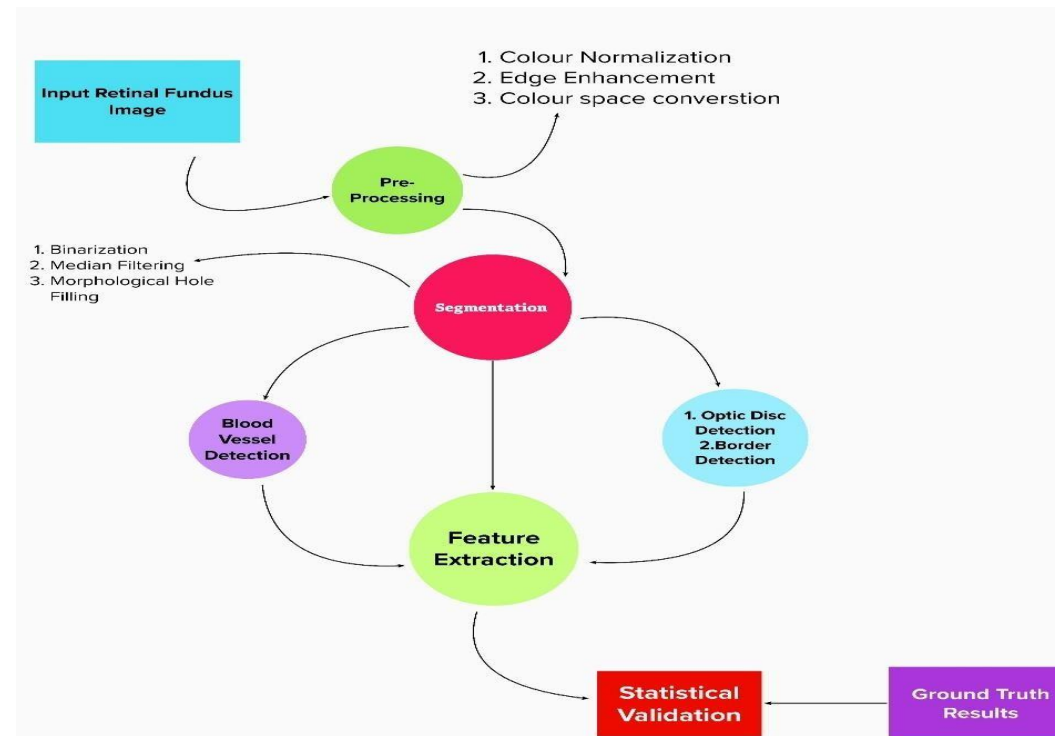 Input Retinal Fundus
Image
1. Colour Normalization
2. Edge Enhancement
3. Colour space converstion
Pre-
Processing
1. Binarization
2. Median Filtering
3. Morphological Hole
Filling
Segmentation
Blood
Vessel
Detection
1. Optic Disc
Detection
2.Border
Detection
Feature
Extraction
Statistical
Validation
Ground Truth
Results